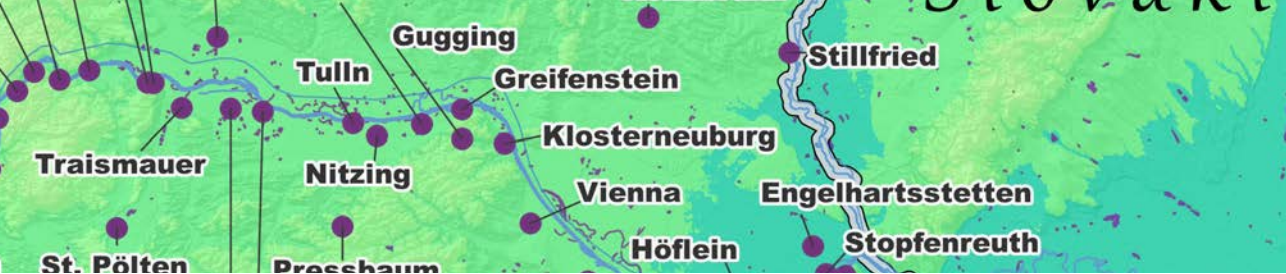 Gugging
Stillfried
Tulln
Greifenstein
Klosterneuburg
Traismauer
Nitzing
Vienna
Engelhartsstetten
Höflein
Stopfenreuth
St. Pölten
Pressbaum